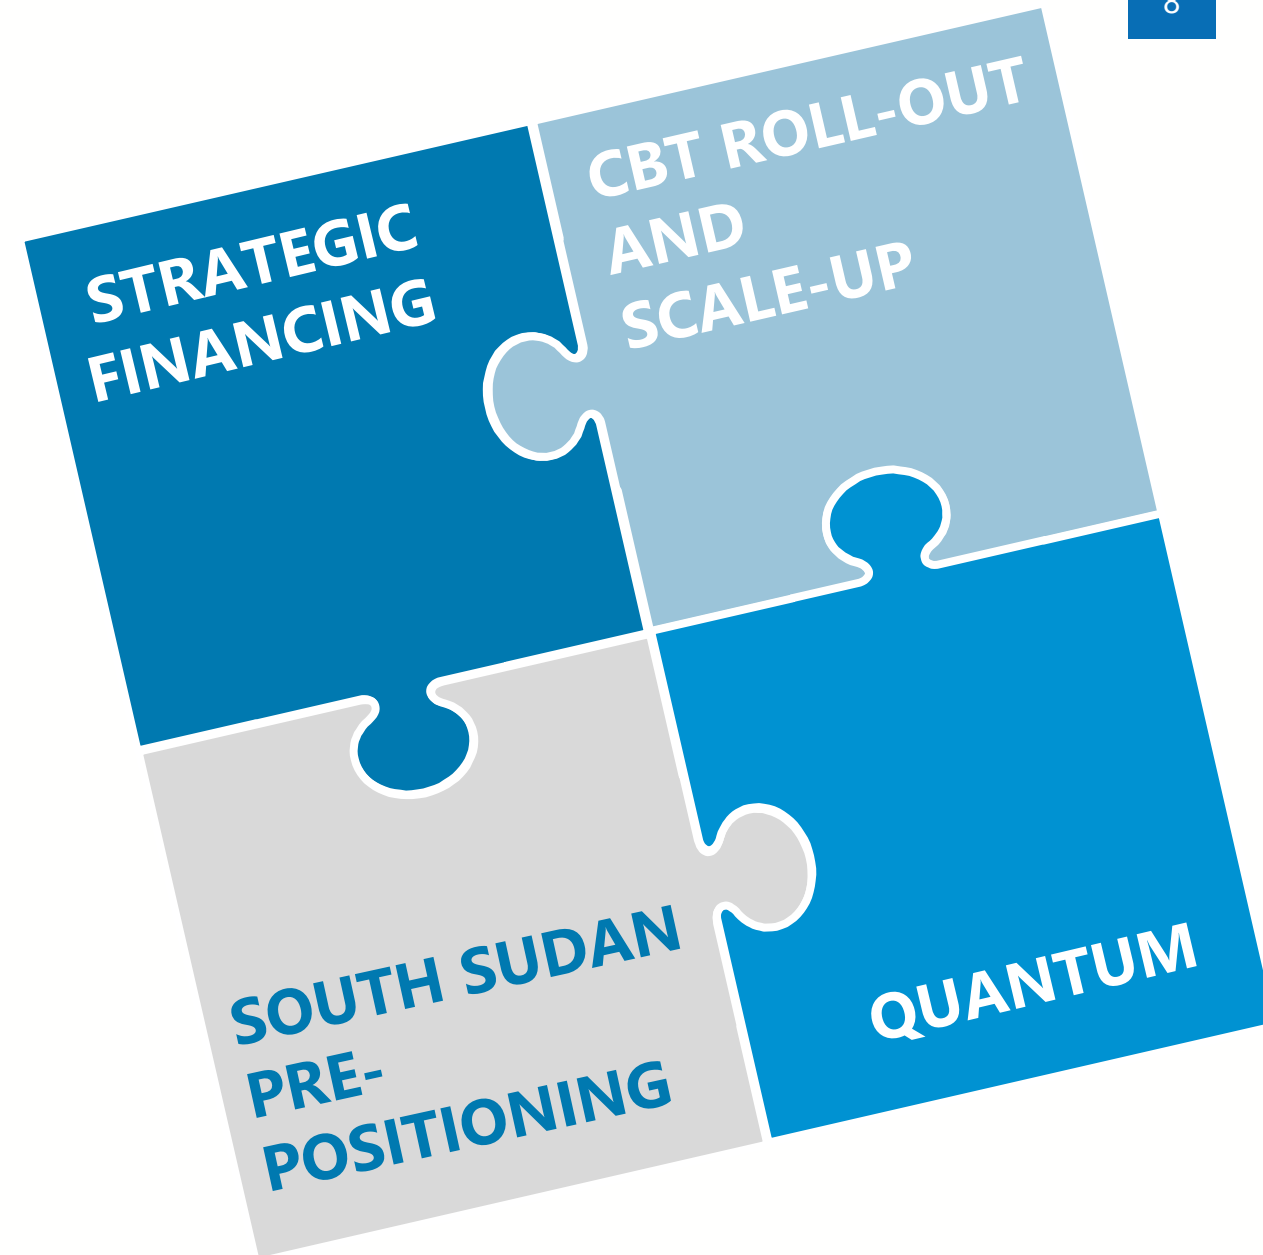 8
STRATEGIC
FINANCING
CBT ROLL-OUT
AND
SCALE-UP
SOUTH SUDAN
PRE-
POSITIONING
QUANTUM